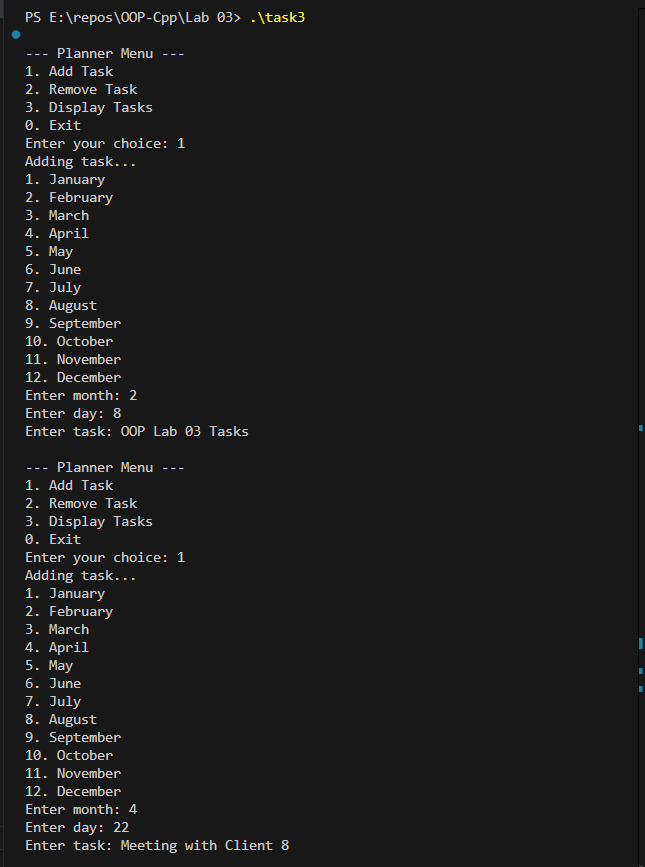 PS E:\repos\OOP-Cpp\Lab 03> .\task3
--- Planner Menu ---
1. Add Task
2. Remove Task
3. Display Tasks
0. Exit
Enter your choice: 1
Adding task...
1. January
2. February
3. March
4. April
5. May
6. June
7. July
8. August
9. September
10. October
11. November
12. December
Enter month: 2
Enter day: 8
Enter task: OOP Lab 03 Tasks
--- Planner Menu ---
1. Add Task
2. Remove Task
3. Display Tasks
0. Exit
Enter your choice: 1
Adding task...
1. January
2. February
3. March
4. April
5. May
6. June
7. July
8. August
9. September
10. October
11. November
12. December
Enter month: 4
Enter day: 22
Enter task: Meeting with Client 8